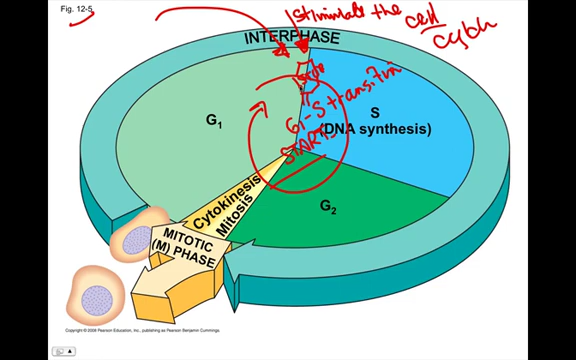 Fig. 12-5
stimulate the cell
cycle
INTERPHASE
G1
S
(DNA synthesis)
G1-S transition
START
Cytokinesis
Mitosis
G2
MITOTIC
(M) PHASE
Copyright © 2008 Pearson Education, Inc., publishing as Pearson Benjamin Cummings.